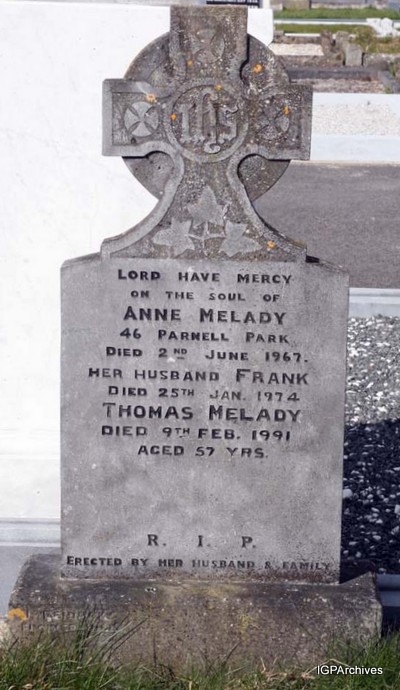 IHS
Lord have mercy
on the soul of
Anne Melady
46 Parnell Park
Died 2nd June 1967.
her husband Frank
Died 25th Jan. 1974
Thomas Melady
died 9th Feb. 1991
aged 57 yrs.
R. I. P.
Erected by her husband & family
IGPArchives